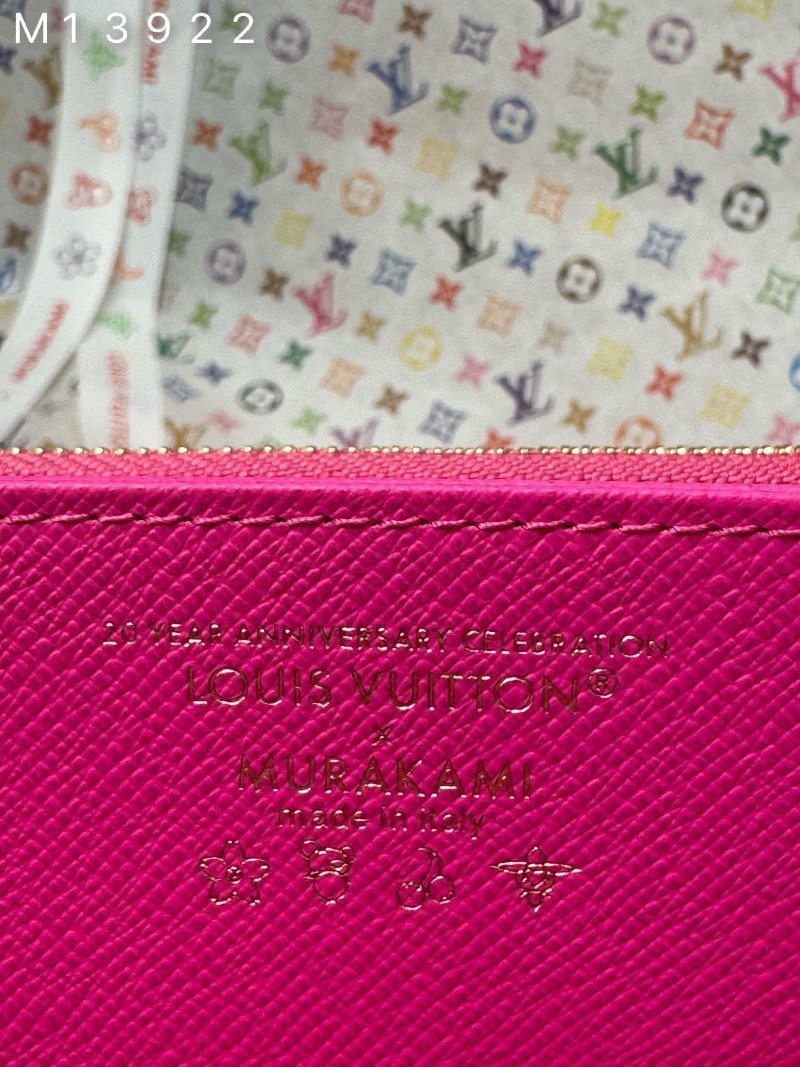 M13922
20 YEAR ANNIVERSARY CELEBRATION
LOUIS VUITTON®
×
MURAKAMI
made in italy